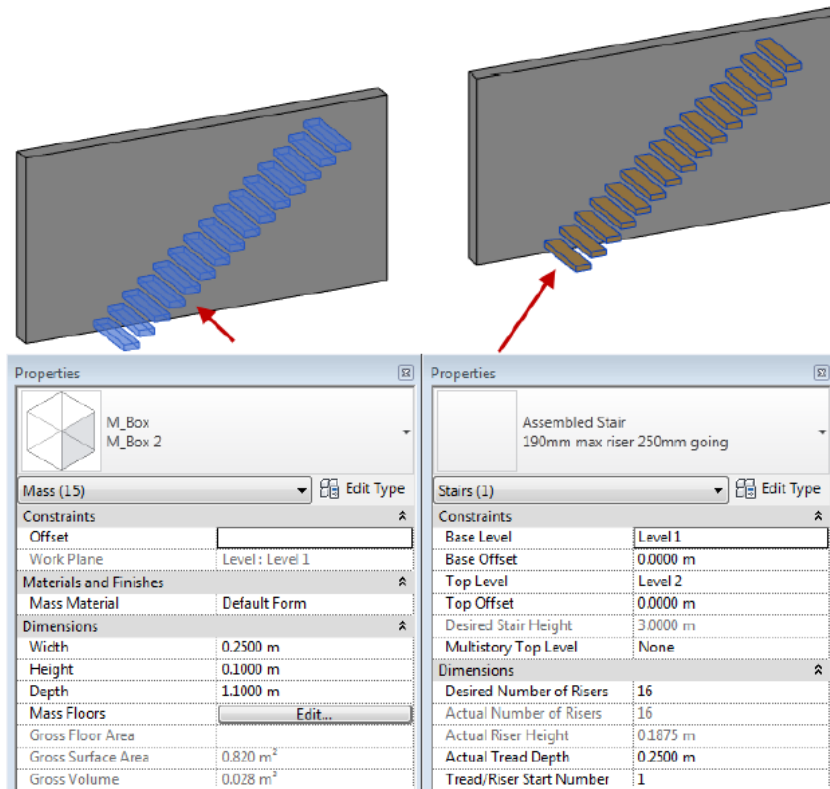 Properties
M_Box
M_Box 2
Mass (15) Edit Type
Constraints
Offset
Work Plane Level : Level 1
Materials and Finishes
Mass Material Default Form
Dimensions
Width 0.2500 m
Height 0.1000 m
Depth 1.1000 m
Mass Floors Edit...
Gross Floor Area
Gross Surface Area 0.820 m²
Gross Volume 0.028 m³
Properties
Assembled Stair
190mm max riser 250mm going
Stairs (1) Edit Type
Constraints
Base Level Level 1
Base Offset 0.0000 m
Top Level Level 2
Top Offset 0.0000 m
Desired Stair Height 3.0000 m
Multistory Top Level None
Dimensions
Desired Number of Risers 16
Actual Number of Risers 16
Actual Riser Height 0.1875 m
Actual Tread Depth 0.2500 m
Tread/Riser Start Number 1